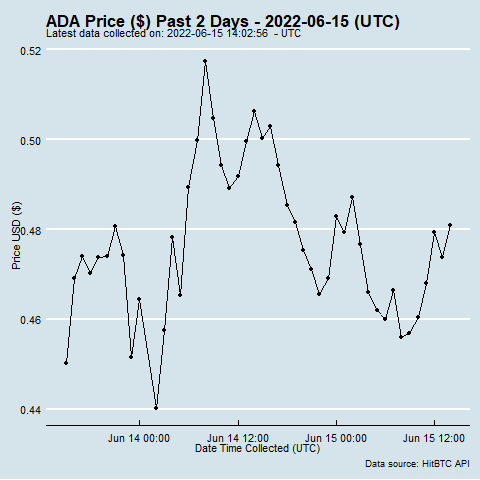 ADA Price ($) Past 2 Days - 2022-06-15 (UTC)
Latest data collected on: 2022-06-15 14:02:56 - UTC
0.52
0.50
0.48
0.46
0.44
Price USD ($)
Jun 14 00:00 Jun 14 12:00 Jun 15 00:00 Jun 15 12:00
Date Time Collected (UTC)
Data source: HitBTC API